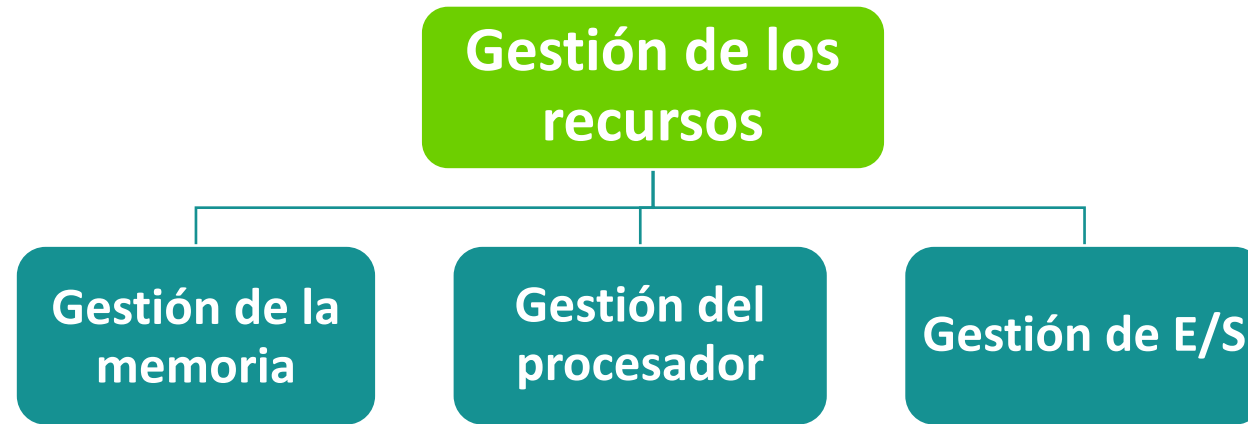 Gestión de los
recursos
Gestión de la
memoria
Gestión del
procesador
Gestión de E/S